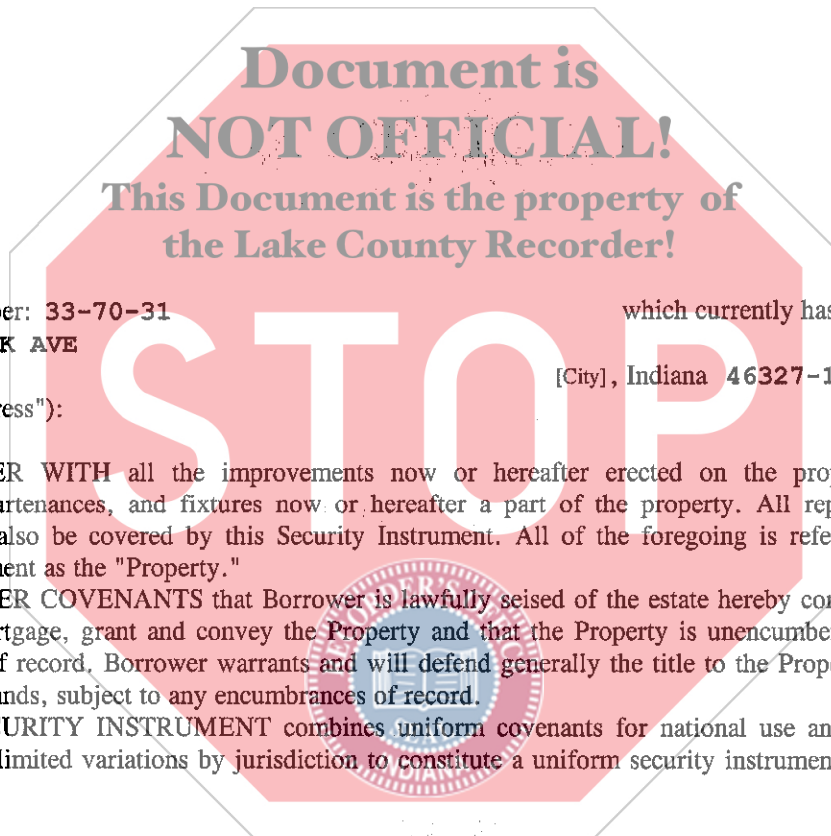 Document is
NOT OFFICIAL!
This Document is the property of
the Lake County Recorder!
er: 33-70-31 which currently has
K AVE
[City], Indiana 46327-1
ress"):
STOP
ER WITH all the improvements now or hereafter erected on the prop
urtenances, and fixtures now or hereafter a part of the property. All rep
also be covered by this Security Instrument. All of the foregoing is refe
ent as the "Property."
ER COVENANTS that Borrower is lawfully seised of the estate hereby con
rtgage, grant and convey the Property and that the Property is unencumbe
f record. Borrower warrants and will defend generally the title to the Prop
nds, subject to any encumbrances of record.
URITY INSTRUMENT combines uniform covenants for national use an
limited variations by jurisdiction to constitute a uniform security instrumen
SEAL
INDIANA